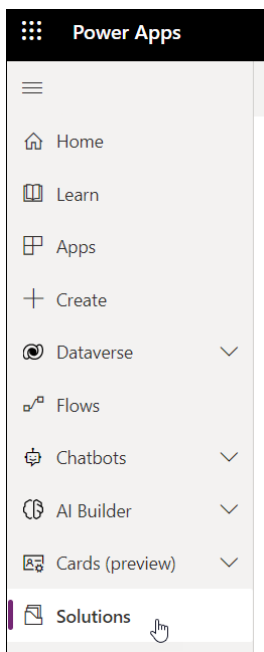 Power Apps
Home
Learn
Apps
Create
Dataverse
Flows
Chatbots
AI Builder
Cards (preview)
Solutions